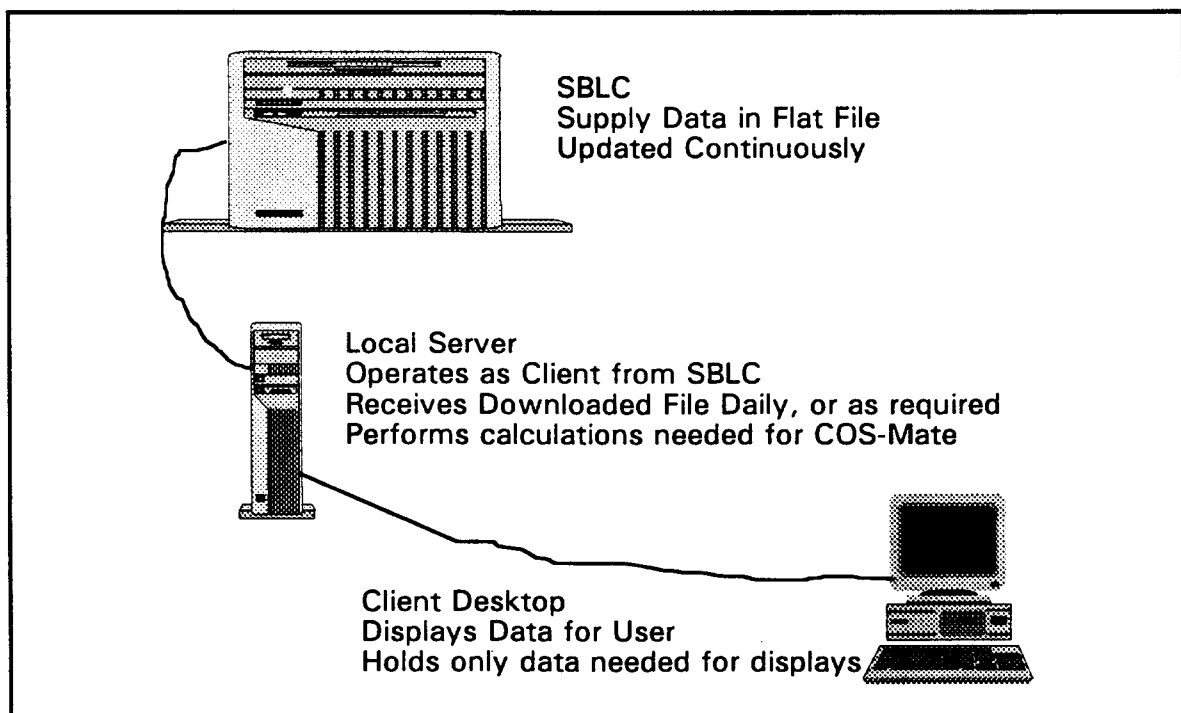 SBLC
Supply Data in Flat File
Updated Continuously
Local Server
Operates as Client from SBLC
Receives Downloaded File Daily, or as required
Performs calculations needed for COS-Mate
Client Desktop
Displays Data for User
Holds only data needed for displays